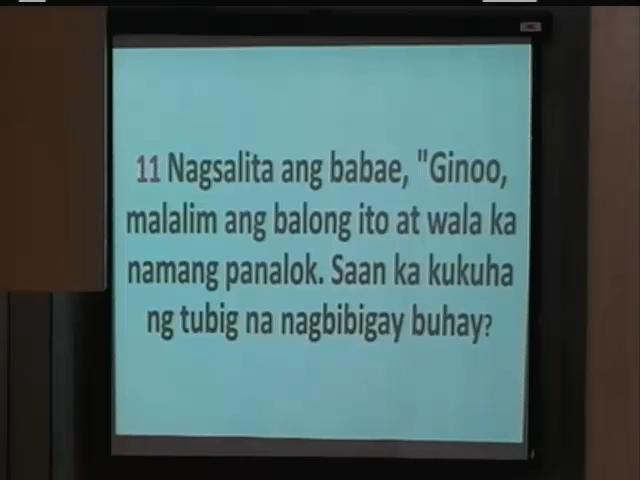 11 Nagsalita ang babae, "Ginoo,
malalim ang balong ito at wala ka
namang panalok. Saan ka kukuha
ng tubig na nagbibigay buhay?